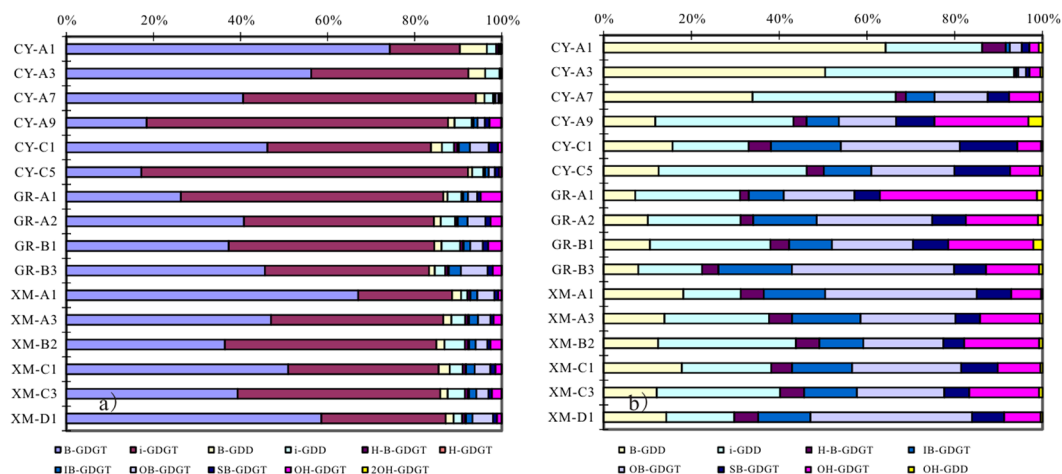 0% 20% 40% 60% 80% 100%
CY-A1
CY-A3
CY-A7
CY-A9
CY-C1
CY-C5
GR-A1
GR-A2
GR-B1
GR-B3
XM-A1
XM-A3
XM-B2
XM-C1
XM-C3
XM-D1
a)
B-GDGT i-GDGT B-GDD i-GDD H-B-GDGT H-GDGT
IB-GDGT OB-GDGT SB-GDGT OH-GDGT 2OH-GDGT
0% 20% 40% 60% 80% 100%
CY-A1
CY-A3
CY-A7
CY-A9
CY-C1
CY-C5
GR-A1
GR-A2
GR-B1
GR-B3
XM-A1
XM-A3
XM-B2
XM-C1
XM-C3
XM-D1
b)
B-GDD i-GDD H-B-GDGT IB-GDGT
OB-GDGT SB-GDGT OH-GDGT OH-GDD